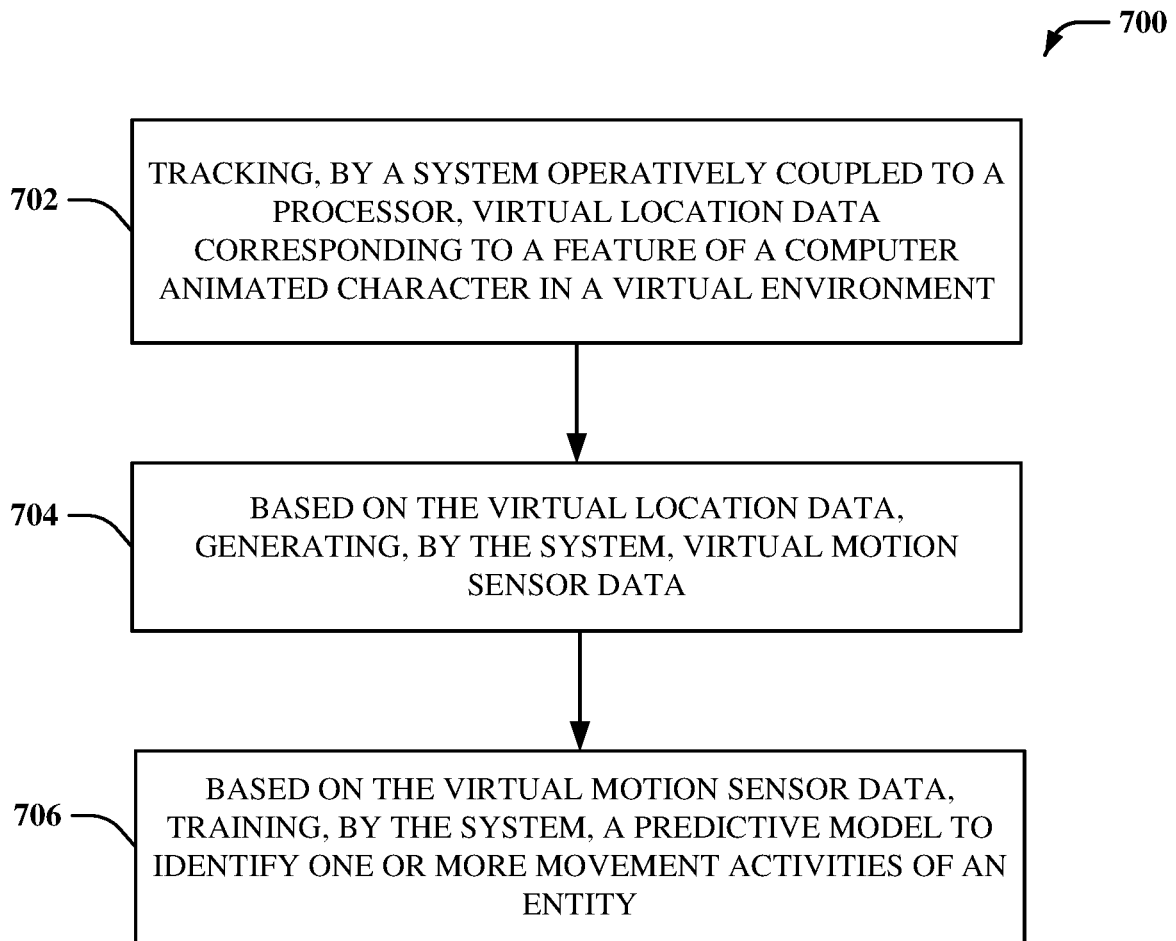 700
702
TRACKING, BY A SYSTEM OPERATIVELY COUPLED TO A
PROCESSOR, VIRTUAL LOCATION DATA
CORRESPONDING TO A FEATURE OF A COMPUTER
ANIMATED CHARACTER IN A VIRTUAL ENVIRONMENT
704
BASED ON THE VIRTUAL LOCATION DATA,
GENERATING, BY THE SYSTEM, VIRTUAL MOTION
SENSOR DATA
706
BASED ON THE VIRTUAL MOTION SENSOR DATA,
TRAINING, BY THE SYSTEM, A PREDICTIVE MODEL TO
IDENTIFY ONE OR MORE MOVEMENT ACTIVITIES OF AN
ENTITY